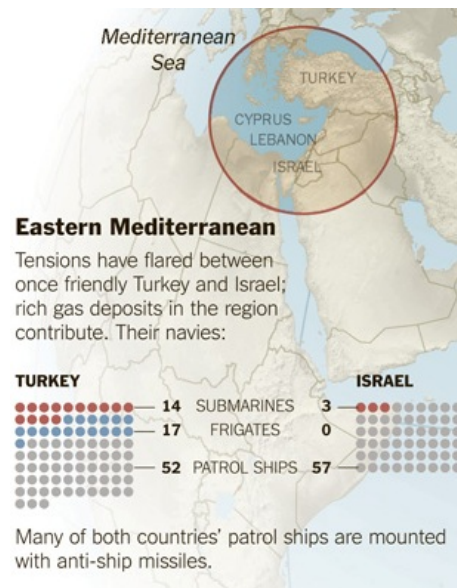 Mediterranean
Sea
TURKEY
CYPRUS
LEBANON
ISRAEL
Eastern Mediterranean
Tensions have flared between
once friendly Turkey and Israel;
rich gas deposits in the region
contribute. Their navies:
TURKEY ISRAEL
14 SUBMARINES 3
17 FRIGATES 0
52 PATROL SHIPS 57
Many of both countries’ patrol ships are mounted
with anti-ship missiles.